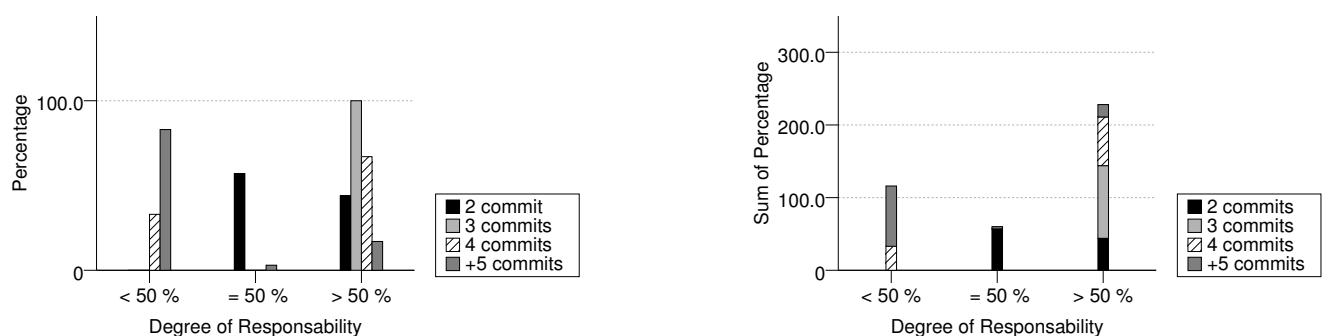 Percentage
100.0
0
< 50 %
= 50 %
> 50 %
Degree of Responsability
2 commit
3 commits
4 commits
+5 commits
Sum of Percentage
300.0
200.0
100.0
0
< 50 %
= 50 %
> 50 %
Degree of Responsability
2 commits
3 commits
4 commits
+5 commits